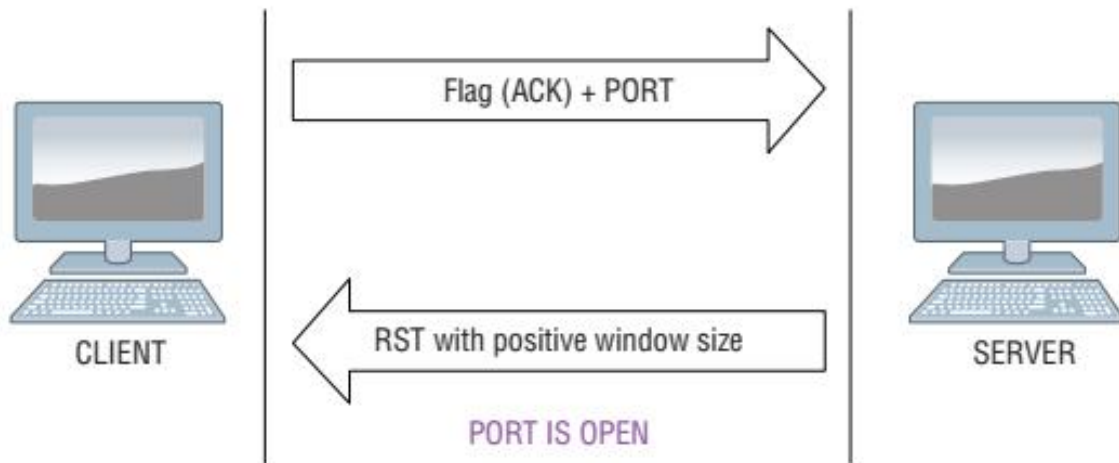 Flag (ACK) + PORT
CLIENT
RST with positive window size
SERVER
PORT IS OPEN